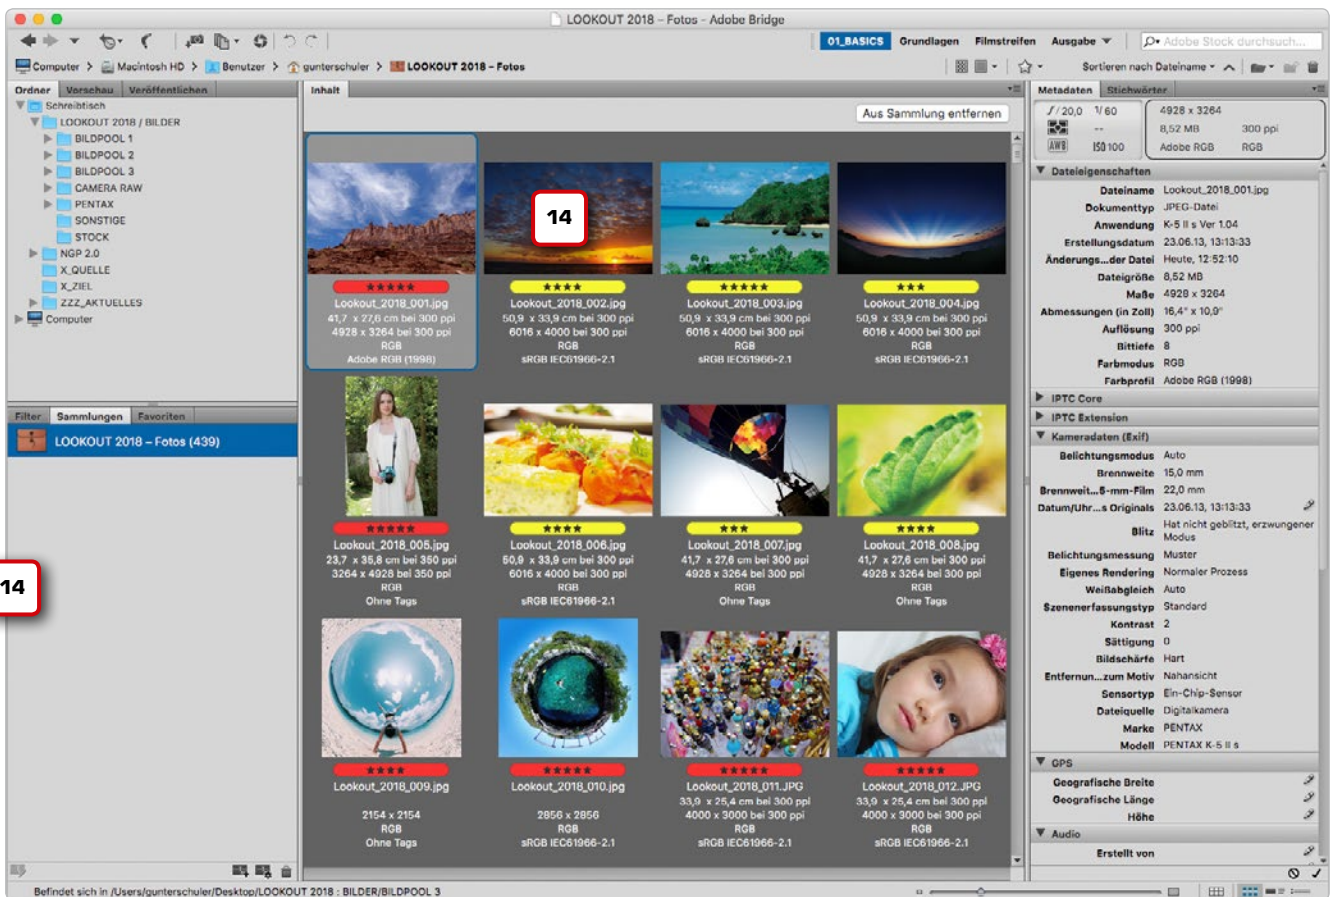 LOOKOUT 2018 – Fotos – Adobe Bridge
01_BASICS Grundlagen Filmstreifen Ausgabe Adobe Stock durchsuch...
Computer Macintosh HD Benutzer gunterschuler LOOKOUT 2018 – Fotos Sortieren nach Dateiname
Ordner Vorschau Veröffentlichen
Schreibtisch
LOOKOUT 2018 / BILDER
BILDPOOL 1
BILDPOOL 2
BILDPOOL 3
CAMERA RAW
PENTAX
SONSTIGE
STOCK
NGP 2.0
X_QUELLE
X_ZIEL
ZZZ_AKTUELLES
Computer
Filter Sammlungen Favoriten
LOOKOUT 2018 – Fotos (439)
14
Inhalt
Aus Sammlung entfernen
14
★★★★★ ★★★★ ★★★★ ★★★
Lookout_2018_001.jpg Lookout_2018_002.jpg Lookout_2018_003.jpg Lookout_2018_004.jpg
41,7 x 27,6 cm bei 300 ppi 50,9 x 33,9 cm bei 300 ppi 50,9 x 33,9 cm bei 300 ppi 50,9 x 33,9 cm bei 300 ppi
4928 x 3264 bei 300 ppi 6016 x 4000 bei 300 ppi 6016 x 4000 bei 300 ppi 6016 x 4000 bei 300 ppi
RGB RGB RGB RGB
Adobe RGB (1998) sRGB IEC61966-2.1 sRGB IEC61966-2.1 sRGB IEC61966-2.1
★★★★ ★★★★ ★★★ ★★★★
Lookout_2018_005.jpg Lookout_2018_006.jpg Lookout_2018_007.jpg Lookout_2018_008.jpg
23,7 x 35,8 cm bei 350 ppi 50,9 x 33,9 cm bei 300 ppi 41,7 x 27,6 cm bei 300 ppi 41,7 x 27,6 cm bei 300 ppi
3264 x 4928 bei 350 ppi 6016 x 4000 bei 300 ppi 4928 x 3264 bei 300 ppi 4928 x 3264 bei 300 ppi
RGB RGB RGB RGB
Ohne Tags sRGB IEC61966-2.1 Ohne Tags Ohne Tags
★★★★ ★★★★★ ★★★★★ ★★★★★
Lookout_2018_009.jpg Lookout_2018_010.jpg Lookout_2018_011.JPG Lookout_2018_012.JPG
33,9 x 25,4 cm bei 300 ppi 33,9 x 25,4 cm bei 300 ppi
2154 x 2154 2856 x 2856 4000 x 3000 bei 300 ppi 4000 x 3000 bei 300 ppi
RGB RGB RGB RGB
Ohne Tags sRGB IEC61966-2.1 sRGB IEC61966-2.1 sRGB IEC61966-2.1
Metadaten Stichwörter
ƒ/20,0 1/60 4928 x 3264
-- 8,52 MB 300 ppi
AWB ISO 100 Adobe RGB RGB
Dateieigenschaften
Dateiname Lookout_2018_001.jpg
Dokumenttyp JPEG-Datei
Anwendung K-5 II s Ver 1.04
Erstellungsdatum 23.06.13, 13:13:33
Änderungs...der Datei Heute, 12:52:10
Dateigröße 8,52 MB
Maße 4928 x 3264
Abmessungen (in Zoll) 16,4" x 10,9"
Auflösung 300 ppi
Bittiefe 8
Farbmodus RGB
Farbprofil Adobe RGB (1998)
IPTC Core
IPTC Extension
Kameradaten (Exif)
Belichtungsmodus Auto
Brennweite 15,0 mm
Brennweit...5-mm-Film 22,0 mm
Datum/Uhr...s Originals 23.06.13, 13:13:33
Blitz Hat nicht geblitzt, erzwungener
Modus
Belichtungsmessung Muster
Eigenes Rendering Normaler Prozess
Weißabgleich Auto
Szenenerfassungstyp Standard
Kontrast 2
Sättigung 0
Bildschärfe Hart
Entfernun...zum Motiv Nahansicht
Sensortyp Ein-Chip-Sensor
Dateiquelle Digitalkamera
Marke PENTAX
Modell PENTAX K-5 II s
GPS
Geografische Breite
Geografische Länge
Höhe
Audio
Erstellt von
Befindet sich in /Users/gunterschuler/Desktop/LOOKOUT 2018 : BILDER/BILDPOOL 3